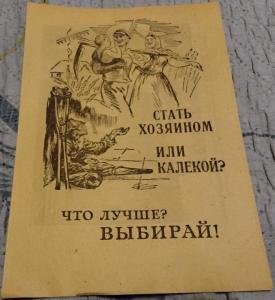 СТАТЬ
ХОЗЯИНОМ
ИЛИ
КАЛЕКОЙ?
ЧТО ЛУЧШЕ?
ВЫБИРАЙ!